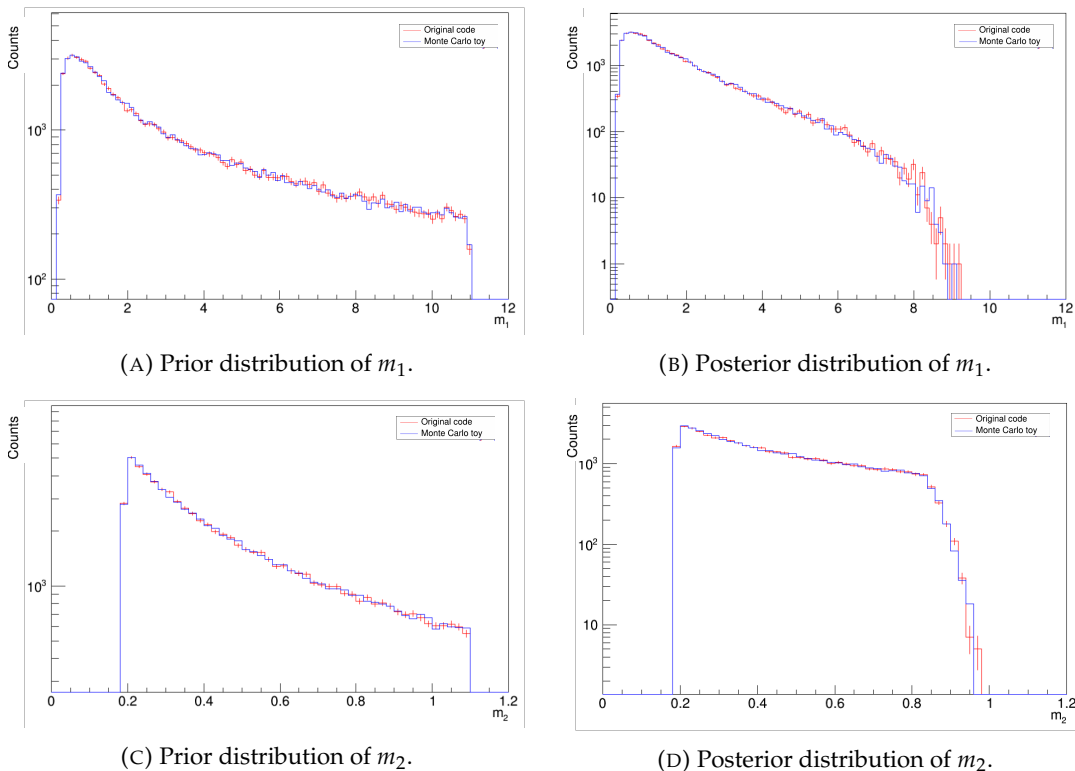 Counts
Original code
Monte Carlo toy
10³
10²
0 2 4 6 8 10 12
m₁
(A) Prior distribution of m₁.
Counts
Original code
Monte Carlo toy
10³
10²
10
1
0 2 4 6 8 10 12
m₁
(B) Posterior distribution of m₁.
Counts
Original code
Monte Carlo toy
10³
0 0.2 0.4 0.6 0.8 1 1.2
m₂
(C) Prior distribution of m₂.
Counts
Original code
Monte Carlo toy
10³
10²
10
0 0.2 0.4 0.6 0.8 1 1.2
m₂
(D) Posterior distribution of m₂.